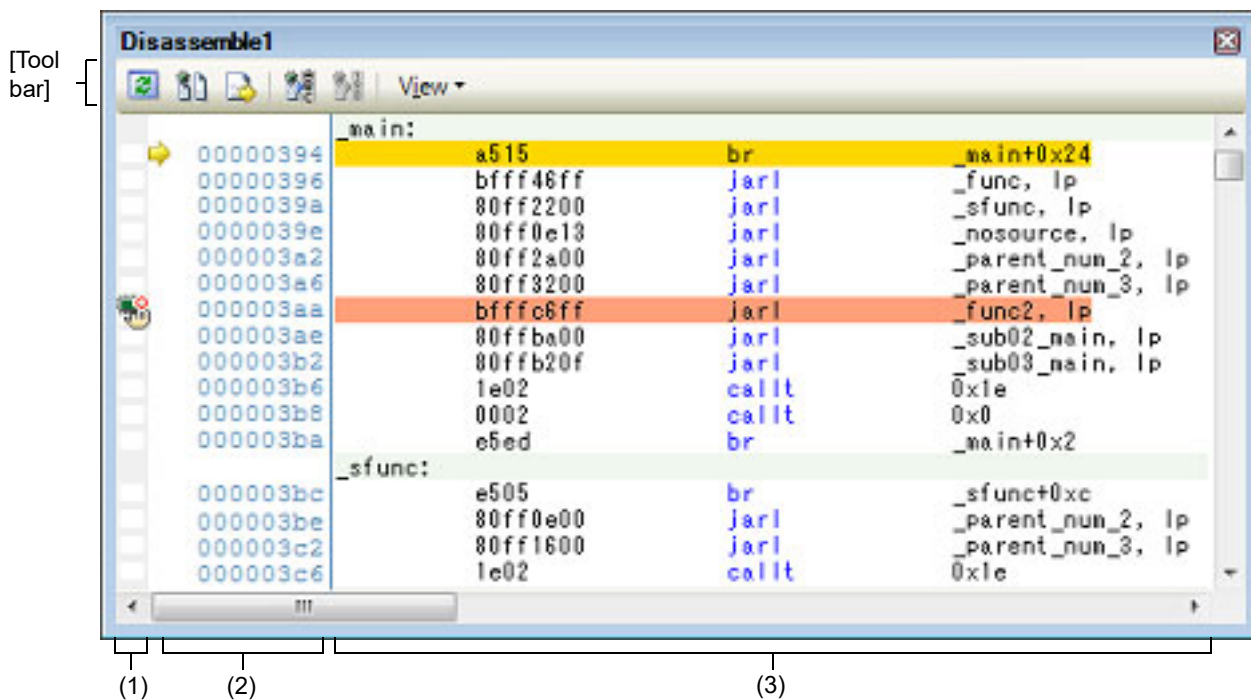 Disassemble1
[Tool bar]
View
_main:
00000394 a515 br _main+0x24
00000396 bfff46ff jarl _func, lp
0000039a 80ff2200 jarl _sfunc, lp
0000039e 80ff0e13 jarl _nosource, lp
000003a2 80ff2a00 jarl _parent_num_2, lp
000003a6 80ff3200 jarl _parent_num_3, lp
000003aa bfffc6ff jarl _func2, lp
000003ae 80ffba00 jarl _sub02_main, lp
000003b2 80ffb20f jarl _sub03_main, lp
000003b6 1e02 callt 0x1e
000003b8 0002 callt 0x0
000003ba e5ed br _main+0x2
_sfunc:
000003bc e505 br _sfunc+0xc
000003be 80ff0e00 jarl _parent_num_2, lp
000003c2 80ff1600 jarl _parent_num_3, lp
000003c6 1e02 callt 0x1e
(1) (2) (3)